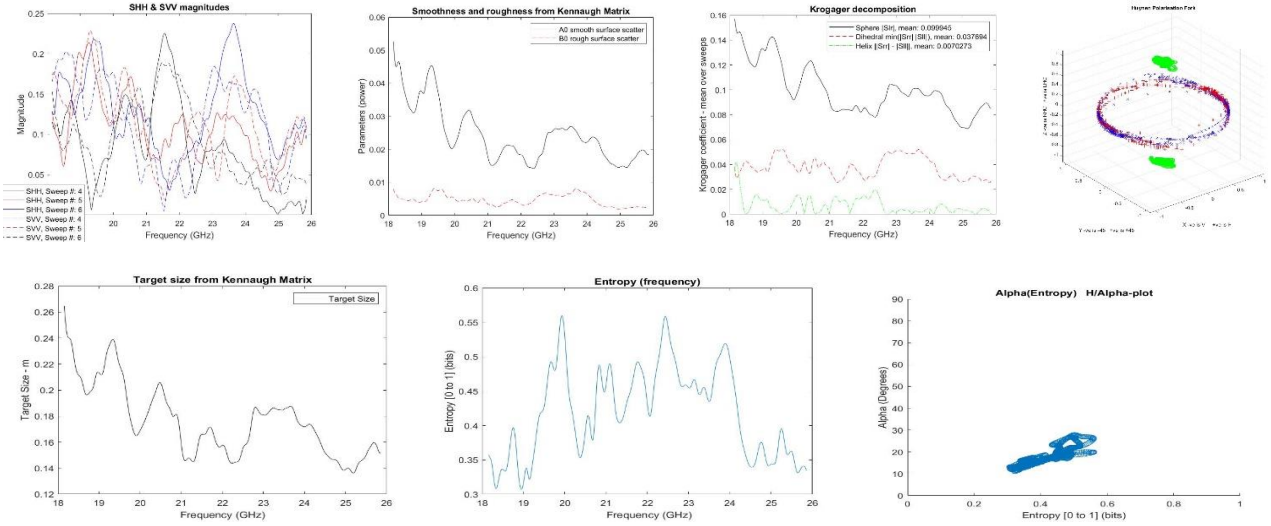 SHH & SVV magnitudes
Magnitude
0.25
0.2
0.15
0.1
0.05
SHH, Sweep #: 4
SHH, Sweep #: 5
SHH, Sweep #: 6
SVV, Sweep #: 4
SVV, Sweep #: 5
SVV, Sweep #: 6
20 21 22 23 24 25 26
Frequency (GHz)
Smoothness and roughness from Kennaugh Matrix
A0 smooth surface scatter
B0 rough surface scatter
Parameters (power)
0.06
0.05
0.04
0.03
0.02
0.01
0
18 19 20 21 22 23 24 25 26
Frequency (GHz)
Krogager decomposition
Sphere |Slr|, mean: 0.099945
Dihedral min(|Srr| |Sll|), mean: 0.037694
Helix ||Srr| - |Sll||, mean: 0.0070273
Krogager coefficient - mean over sweeps
0.16
0.14
0.12
0.1
0.08
0.06
0.04
0.02
0
18 19 20 21 22 23 24 25 26
Frequency (GHz)
Huynen Polarisation Fork
Target size from Kennaugh Matrix
Target Size
Target Size - m
0.28
0.26
0.24
0.22
0.2
0.18
0.16
0.14
0.12
18 19 20 21 22 23 24 25 26
Frequency (GHz)
Entropy (frequency)
Entropy [0 to 1] (bits)
0.6
0.55
0.5
0.45
0.4
0.35
0.3
18 19 20 21 22 23 24 25 26
Frequency (GHz)
Alpha(Entropy) H/Alpha-plot
Alpha (Degrees)
90
80
70
60
50
40
30
20
10
0
0 0.2 0.4 0.6 0.8 1
Entropy [0 to 1] (bits)